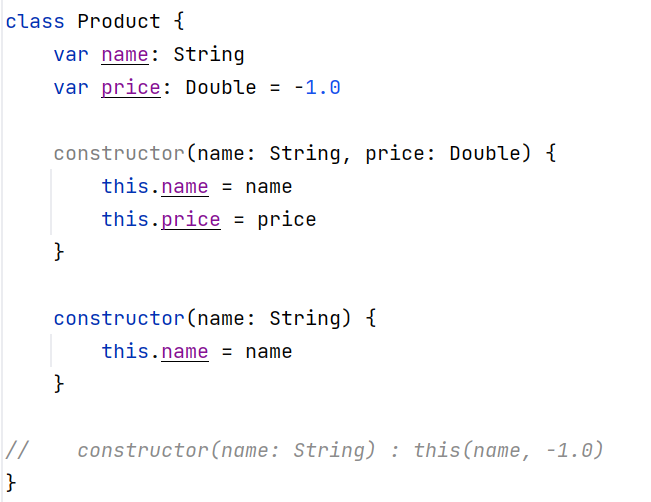 class Product {
    var name: String
    var price: Double = -1.0

    constructor(name: String, price: Double) {
        this.name = name
        this.price = price
    }

    constructor(name: String) {
        this.name = name
    }

//    constructor(name: String) : this(name, -1.0)
}